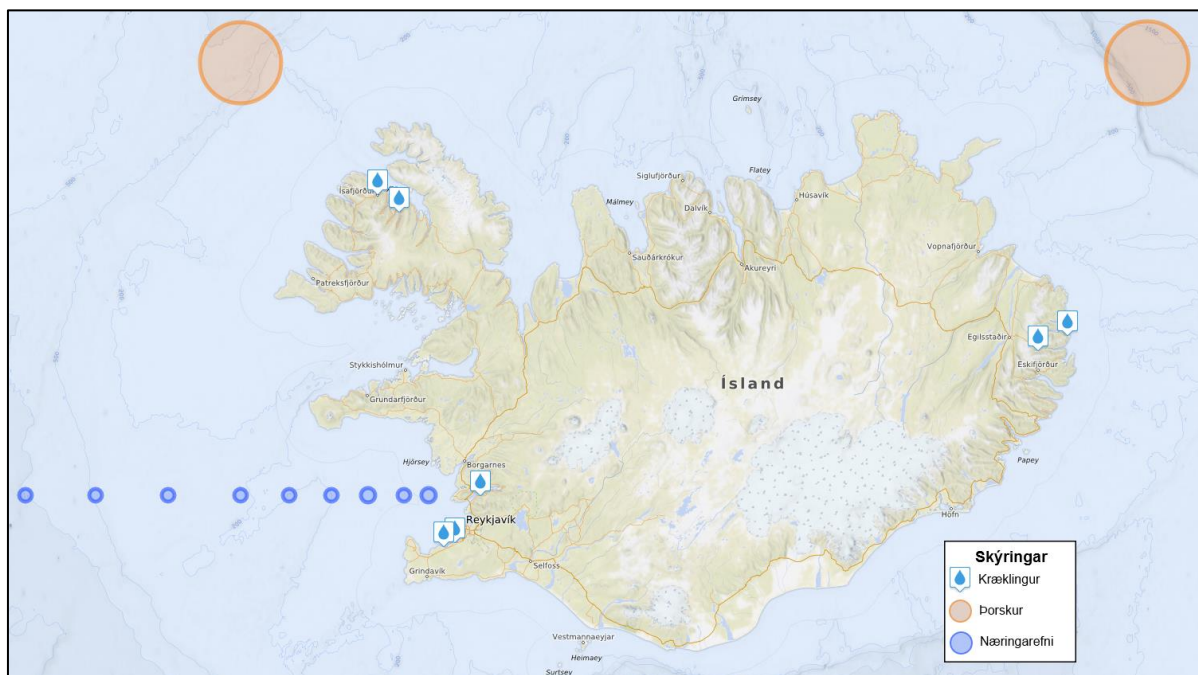 Grimsey
Ísafjörður
Siglufjörður
Flatey
Málmey
Dalvík
Húsavík
Sauðárkrókur
Akureyri
Vopnafjörður
Patreksfjörður
Egilsstaðir
Eskifjörður
Stykkishólmur
Grundarfjörður
Ísland
Hjörsey
Borgarnes
Papey
Höfn
Reykjavík
Grindavík
Selfoss
Vestmannaeyjar
Heimaey
Surtsey
Skýringar
Kræklingur
Þorskur
Næringarefni